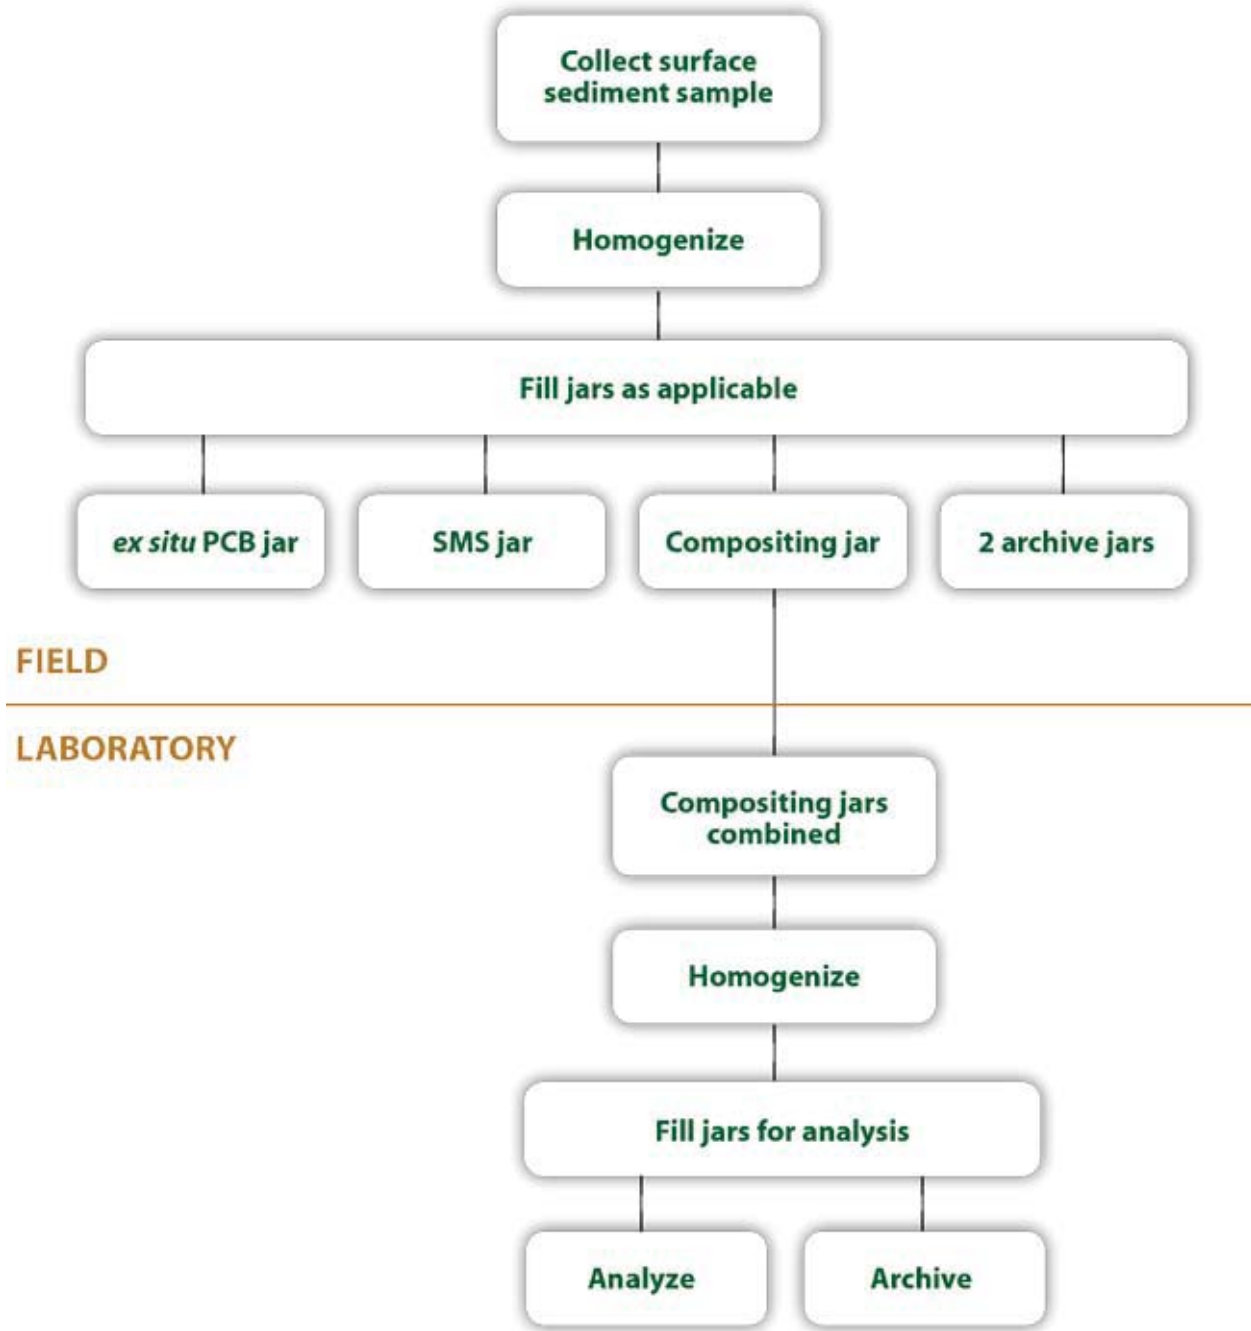 Collect surface
sediment sample
Homogenize
Fill jars as applicable
ex situ PCB jar
SMS jar
Compositing jar
2 archive jars
FIELD
LABORATORY
Compositing jars
combined
Homogenize
Fill jars for analysis
Analyze
Archive